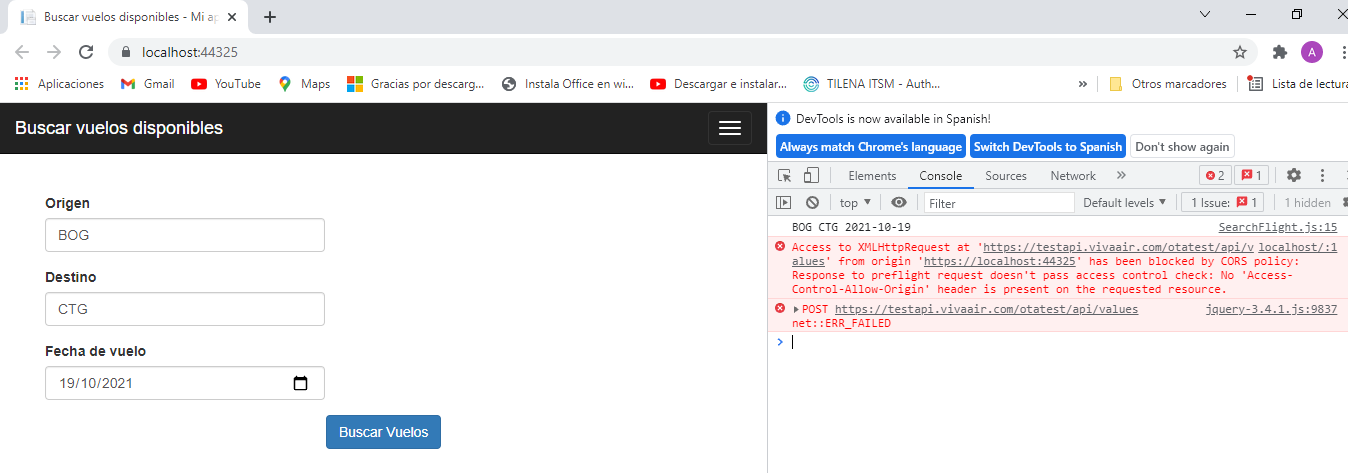 Buscar vuelos disponibles - Mi ap
localhost:44325
A
Aplicaciones
Gmail
YouTube
Maps
Gracias por descarg...
Instala Office en wi...
Descargar e instalar...
TILENA ITSM - Auth...
»
Otros marcadores
Lista de lectura
Buscar vuelos disponibles
Origen
BOG
Destino
CTG
Fecha de vuelo
19/10/2021
Buscar Vuelos
DevTools is now available in Spanish!
Always match Chrome's language
Switch DevTools to Spanish
Don't show again
Elements
Console
Sources
Network
»
2
1
top
Filter
Default levels
1 Issue: 1
1 hidden
BOG CTG 2021-10-19 SearchFlight.js:15
Access to XMLHttpRequest at 'https://testapi.vivaair.com/otatest/api/v localhost/:1
alues' from origin 'https://localhost:44325' has been blocked by CORS policy:
Response to preflight request doesn't pass access control check: No 'Access-
Control-Allow-Origin' header is present on the requested resource.
POST https://testapi.vivaair.com/otatest/api/values jquery-3.4.1.js:9837
net::ERR_FAILED